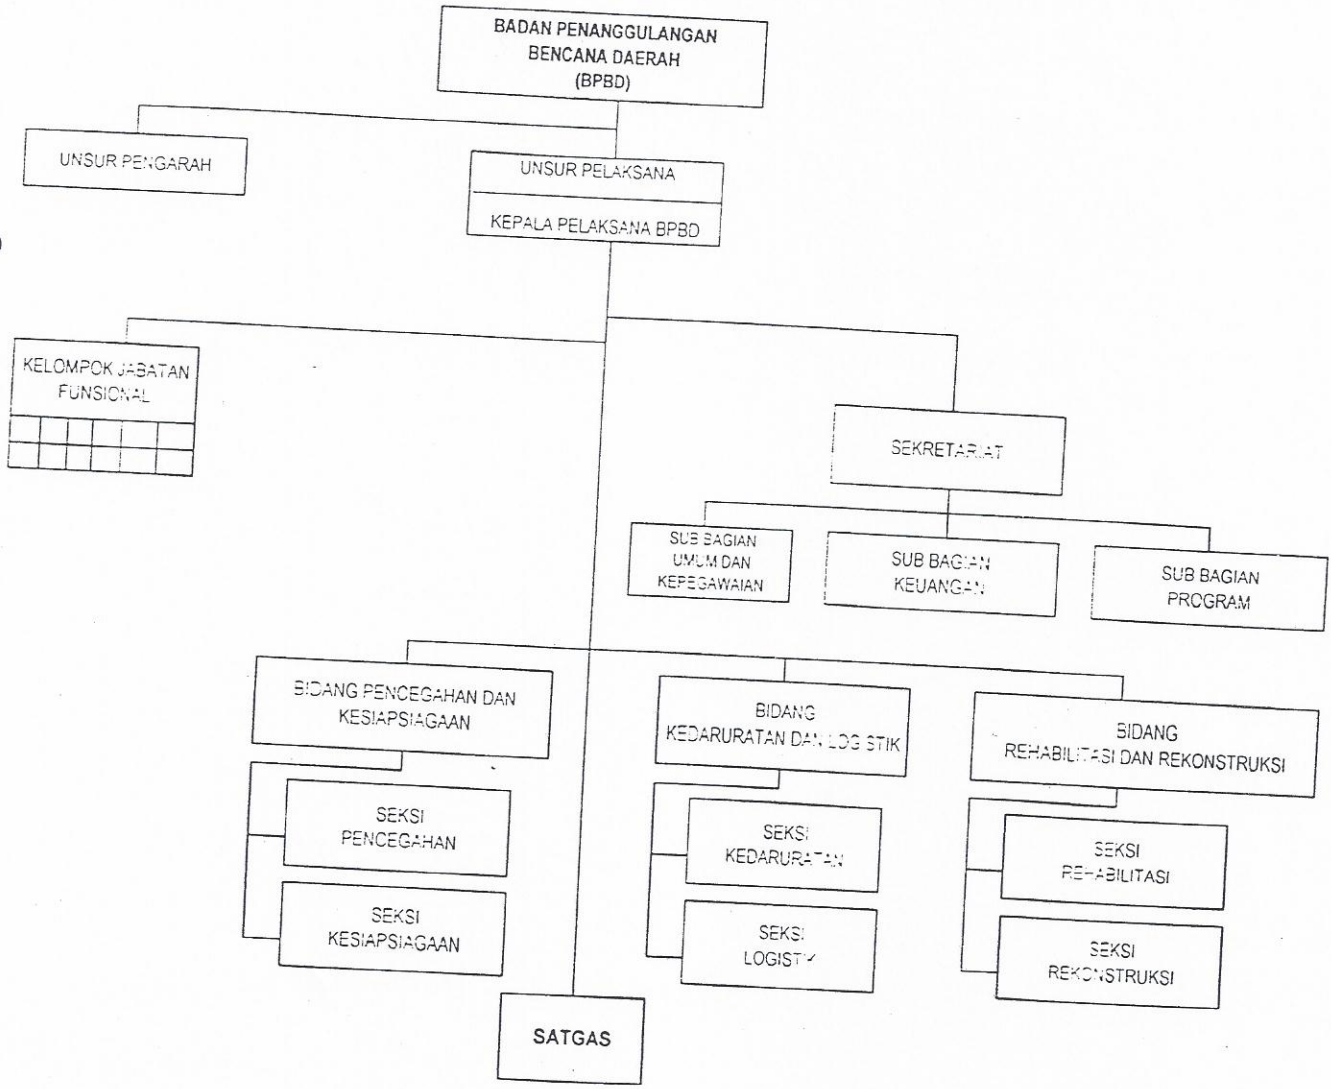 BADAN PENANGGULANGAN
BENCANA DAERAH
(BPBD)
UNSUR PENGARAH
UNSUR PELAKSANA
KEPALA PELAKSANA BPBD
KELOMPOK JABATAN
FUNSIONAL
SEKRETARIAT
SUB BAGIAN
UMUM DAN
KEPEGAWAIAN
SUB BAGIAN
KEUANGAN
SUB BAGIAN
PROGRAM
BIDANG PENCEGAHAN DAN
KESIAPSIAGAAN
BIDANG
KEDARURATAN DAN LOGISTIK
BIDANG
REHABILITASI DAN REKONSTRUKSI
SEKSI
PENCEGAHAN
SEKSI
KESIAPSIAGAAN
SEKSI
KEDARURATAN
SEKSI
LOGISTIK
SEKSI
REHABILITASI
SEKSI
REKONSTRUKSI
SATGAS